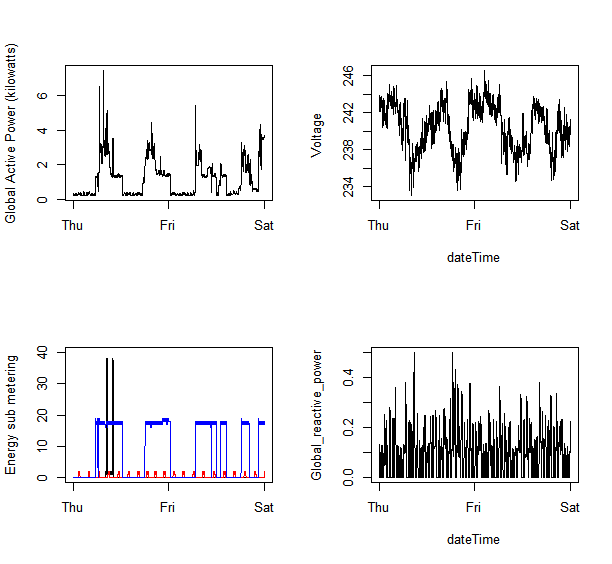 Global Active Power (kilowatts)
0 2 4 6
Thu Fri Sat
Voltage
234 238 242 246
Thu Fri Sat
dateTime
Energy sub metering
0 10 20 30 40
Thu Fri Sat
Global_reactive_power
0.0 0.2 0.4
Thu Fri Sat
dateTime